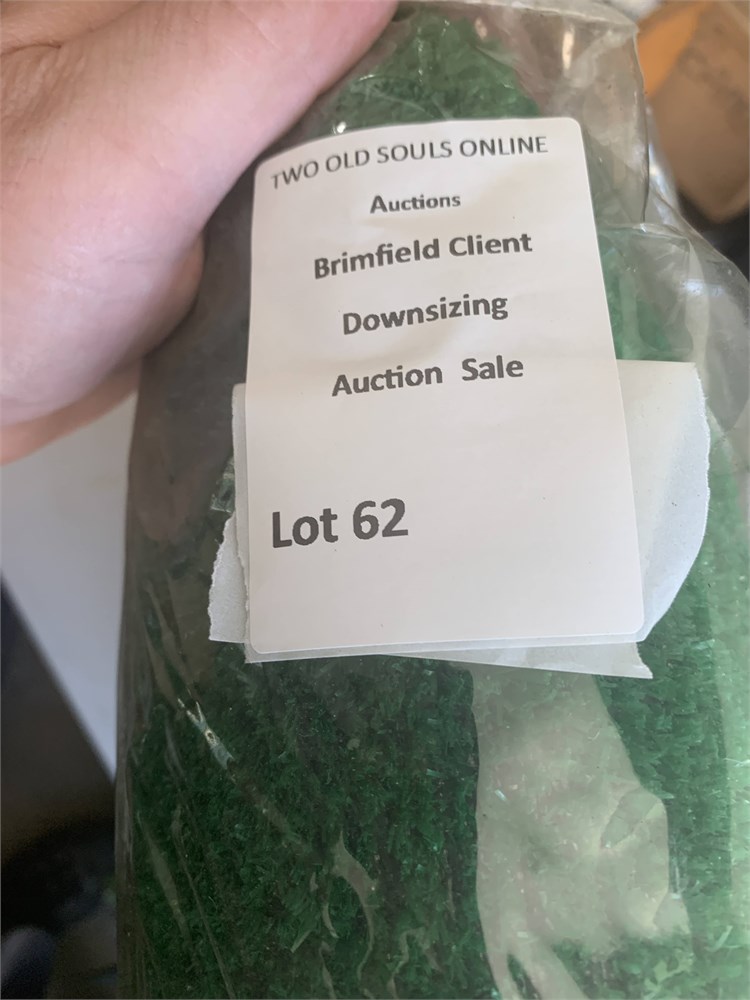 TWO OLD SOULS ONLINE
Auctions
Brimfield Client
Downsizing
Auction Sale
Lot 62